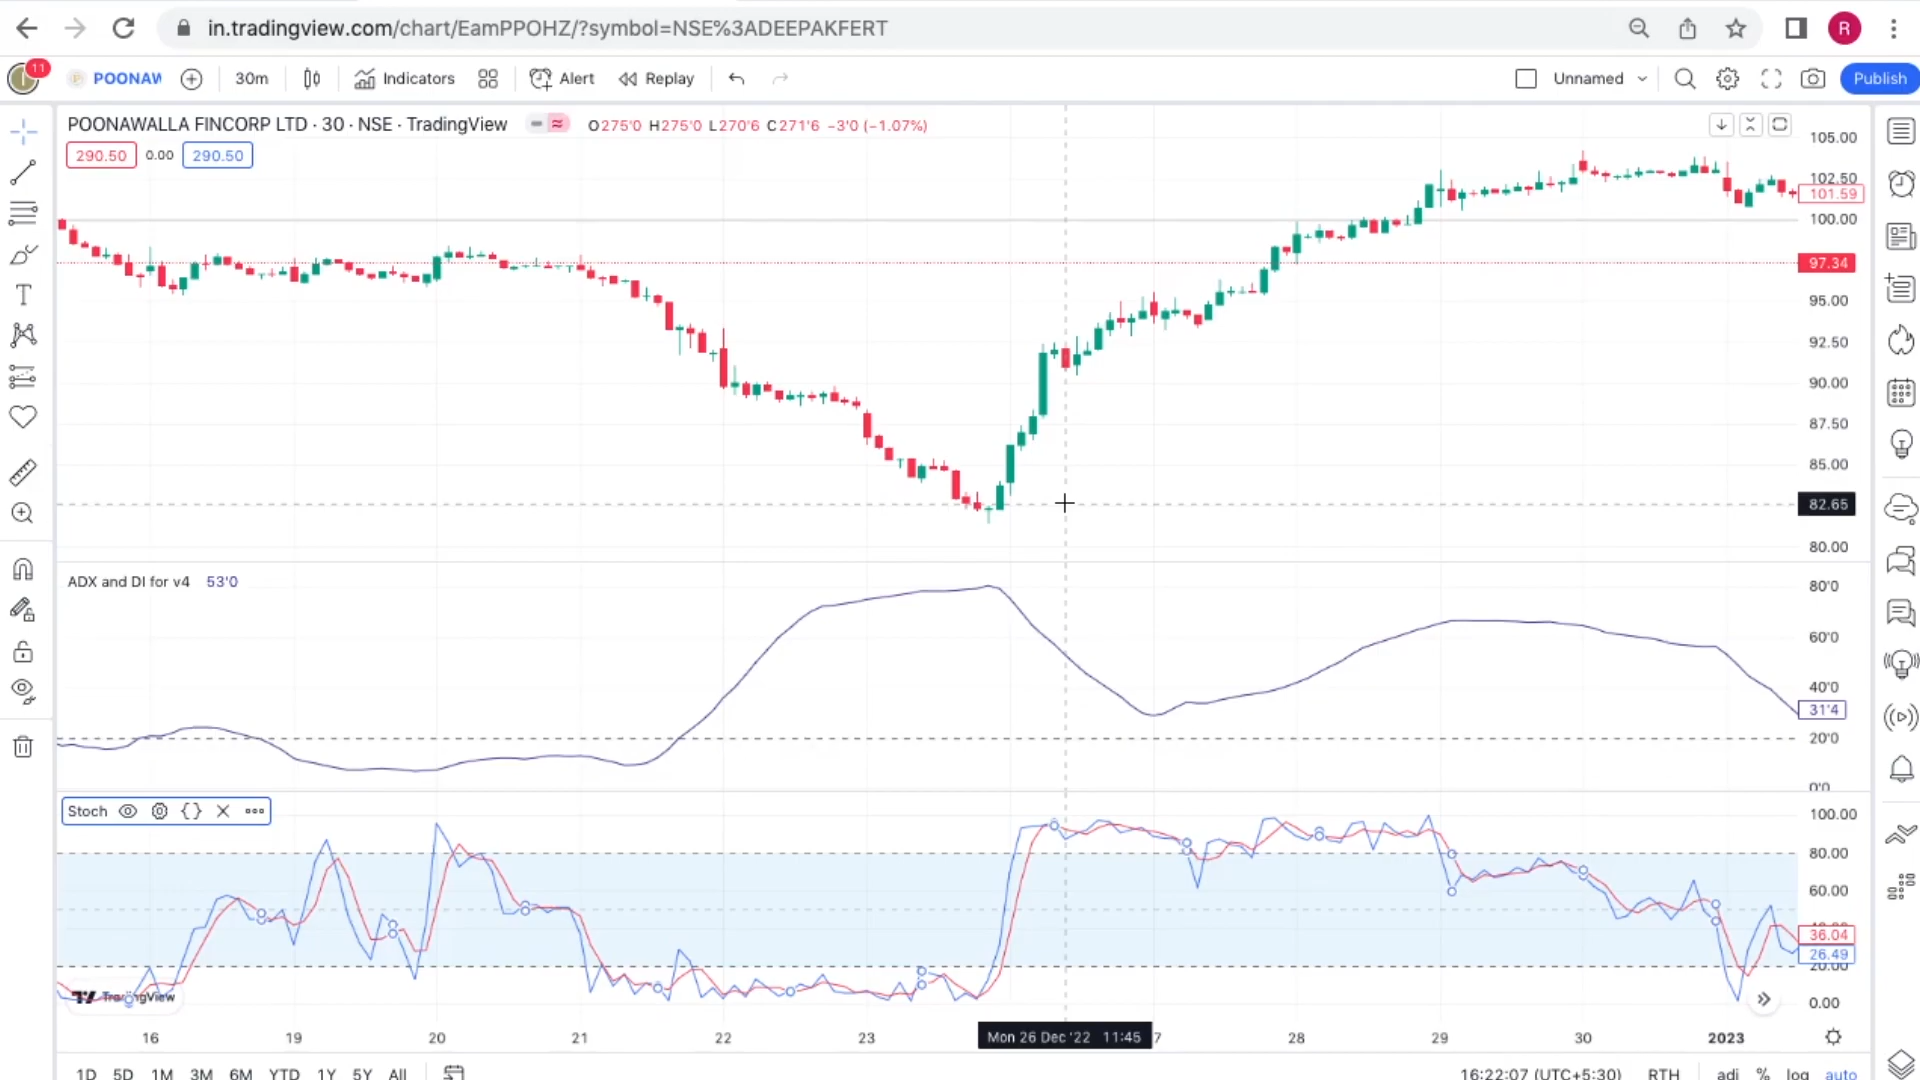 in.tradingview.com/chart/EamPPOHZ/?symbol=NSE%3ADEEPAKFERT
R
11
POONAW
30m
Indicators
Alert
Replay
Unnamed
Publish
POONAWALLA FINCORP LTD · 30 · NSE · TradingView
O275'0 H275'0 L270'6 C271'6 −3'0 (−1.07%)
290.50 0.00 290.50
105.00
102.50
101.59
100.00
97.34
95.00
92.50
90.00
87.50
85.00
82.65
80.00
ADX and DI for v4 53'0
80'0
60'0
40'0
31'4
20'0
0'0
Stoch
100.00
80.00
60.00
36.04
26.49
20.00
0.00
TradingView
16 19 20 21 22 23 Mon 26 Dec '22 11:45 7 28 29 30 2023
1D 5D 1M 3M 6M YTD 1Y 5Y All
16:22:07 (UTC+5:30) RTH adj % log auto